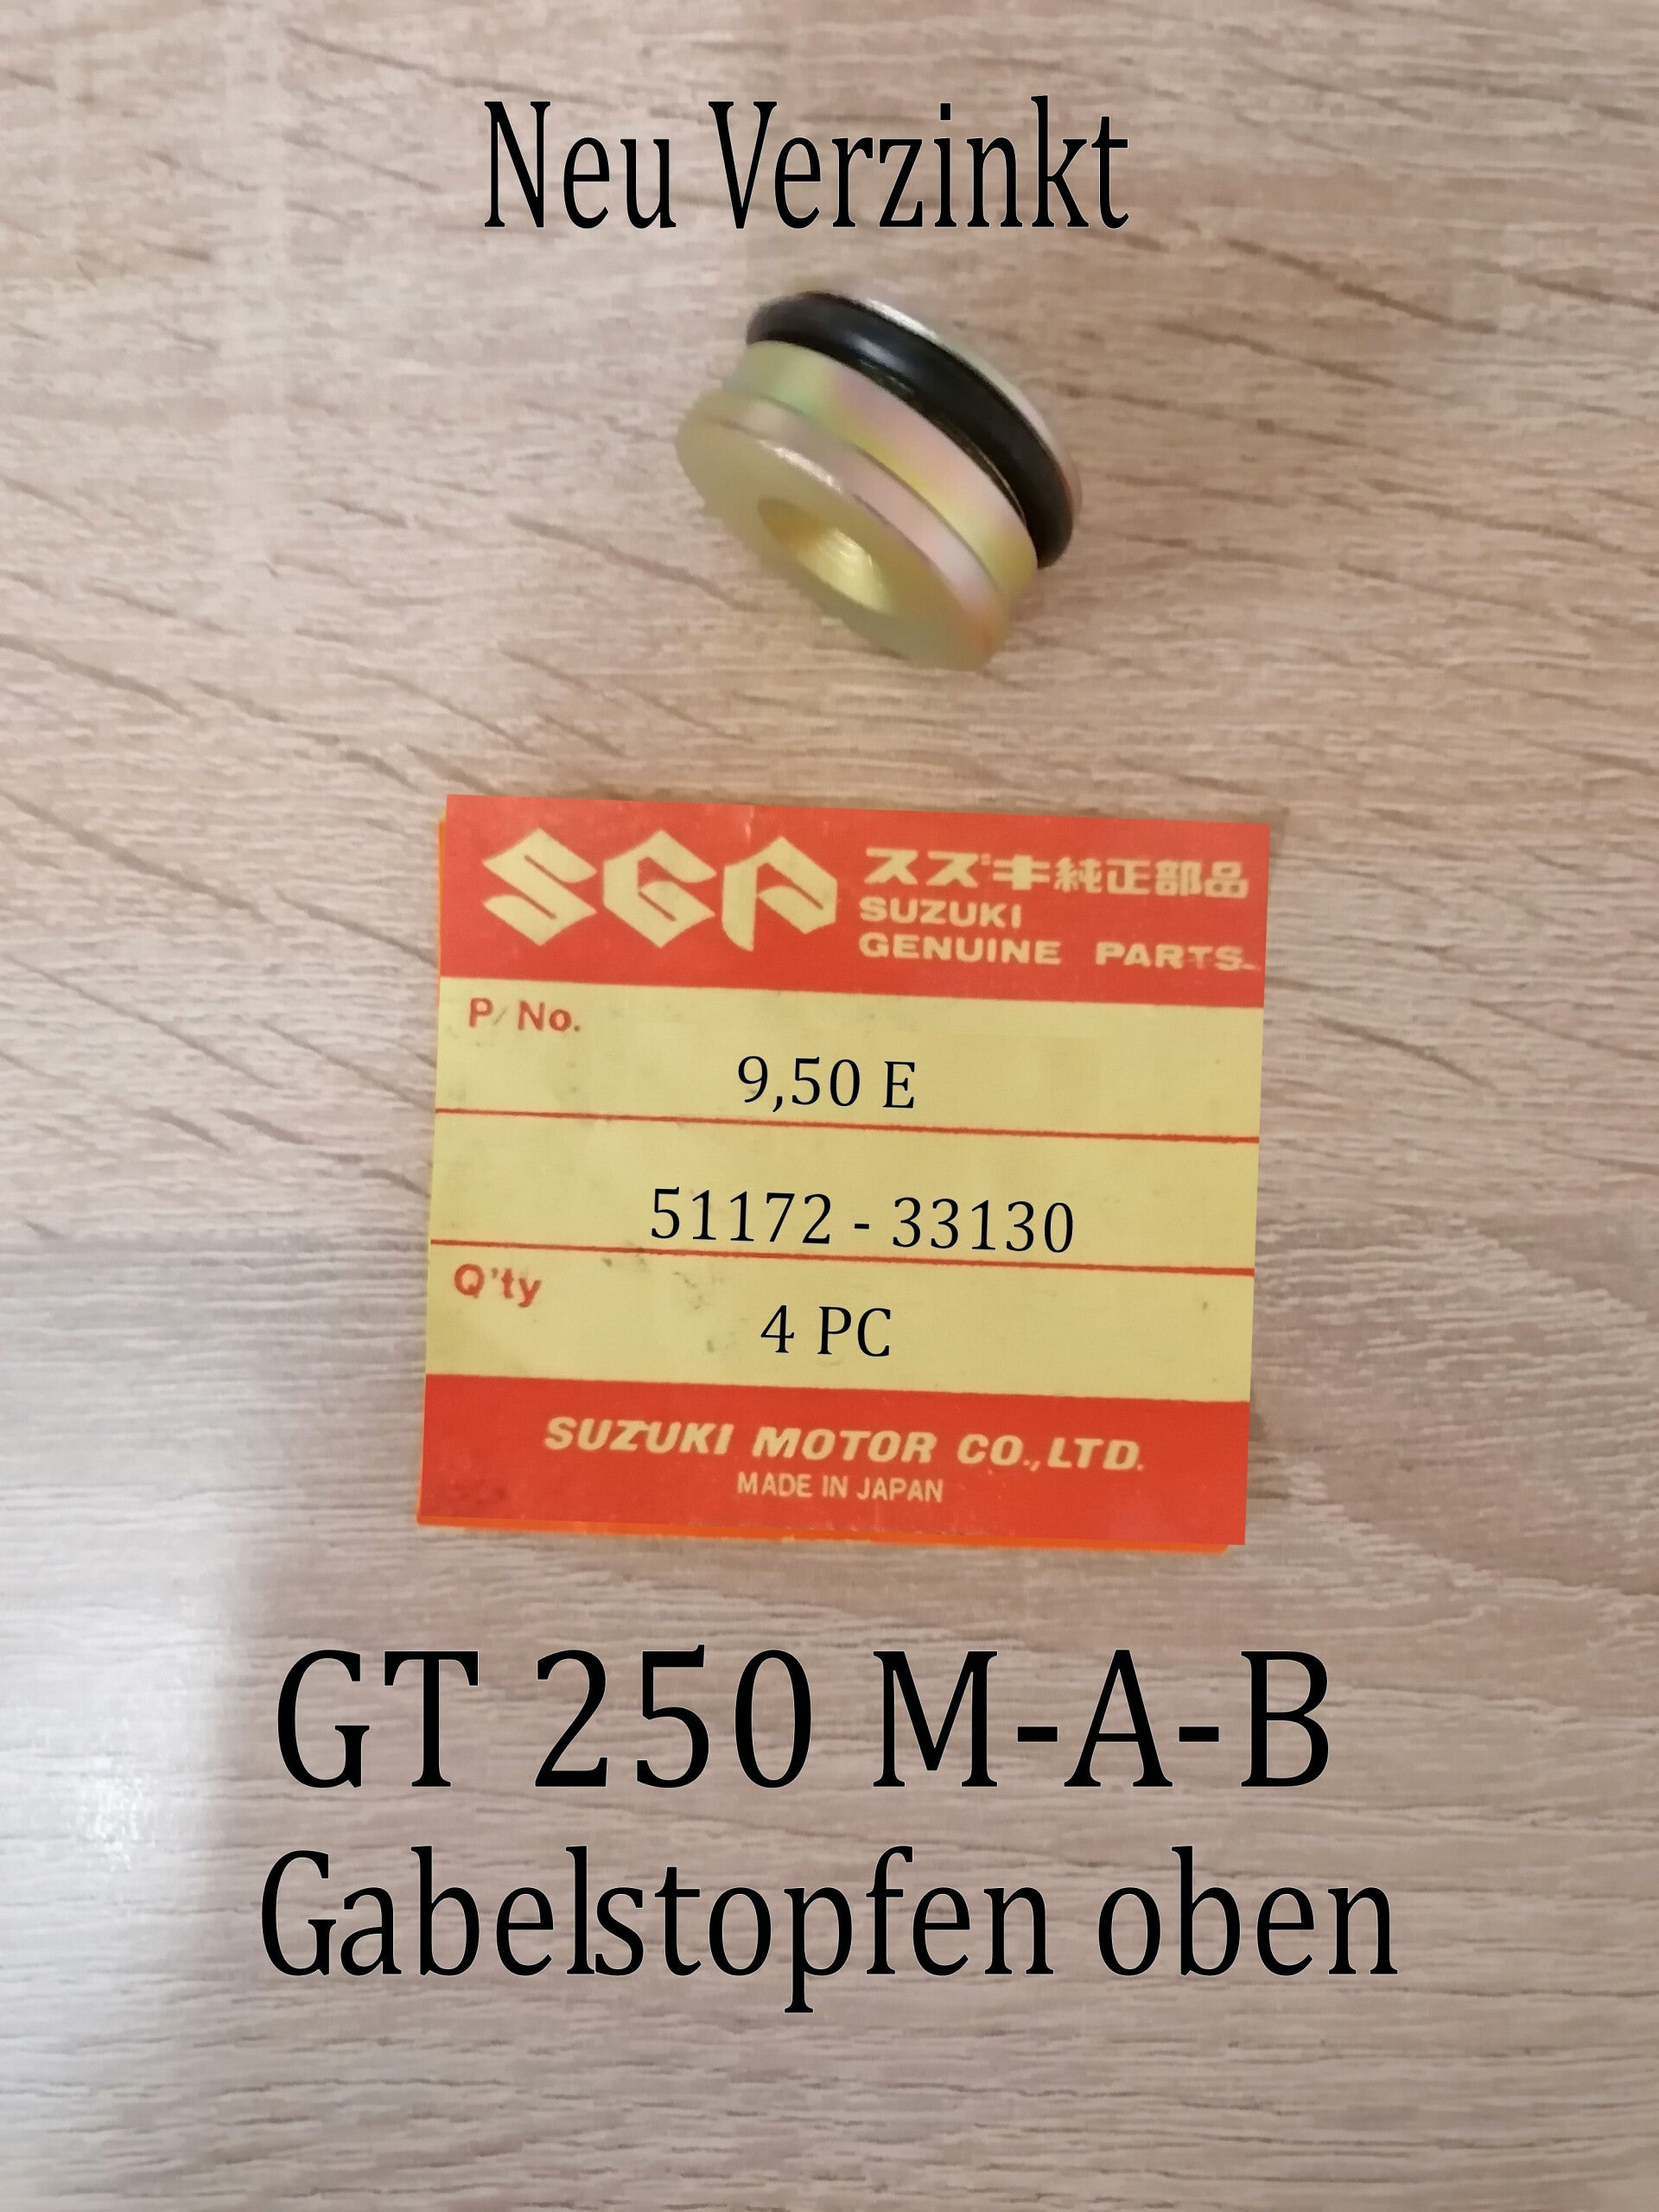 Neu Verzinkt
SGP
スズキ純正部品
SUZUKI
GENUINE PARTS
P/No.
9,50 E
51172 - 33130
Q'ty
4 PC
SUZUKI MOTOR CO.,LTD.
MADE IN JAPAN
GT 250 M-A-B
Gabelstopfen oben